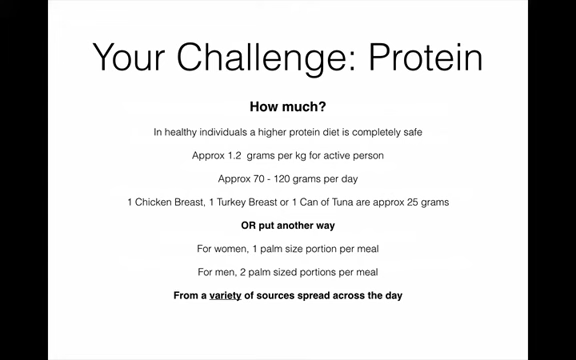 Your Challenge: Protein
How much?
In healthy individuals a higher protein diet is completely safe
Approx 1.2 grams per kg for active person
Approx 70 - 120 grams per day
1 Chicken Breast, 1 Turkey Breast or 1 Can of Tuna are approx 25 grams
OR put another way
For women, 1 palm size portion per meal
For men, 2 palm sized portions per meal
From a variety of sources spread across the day